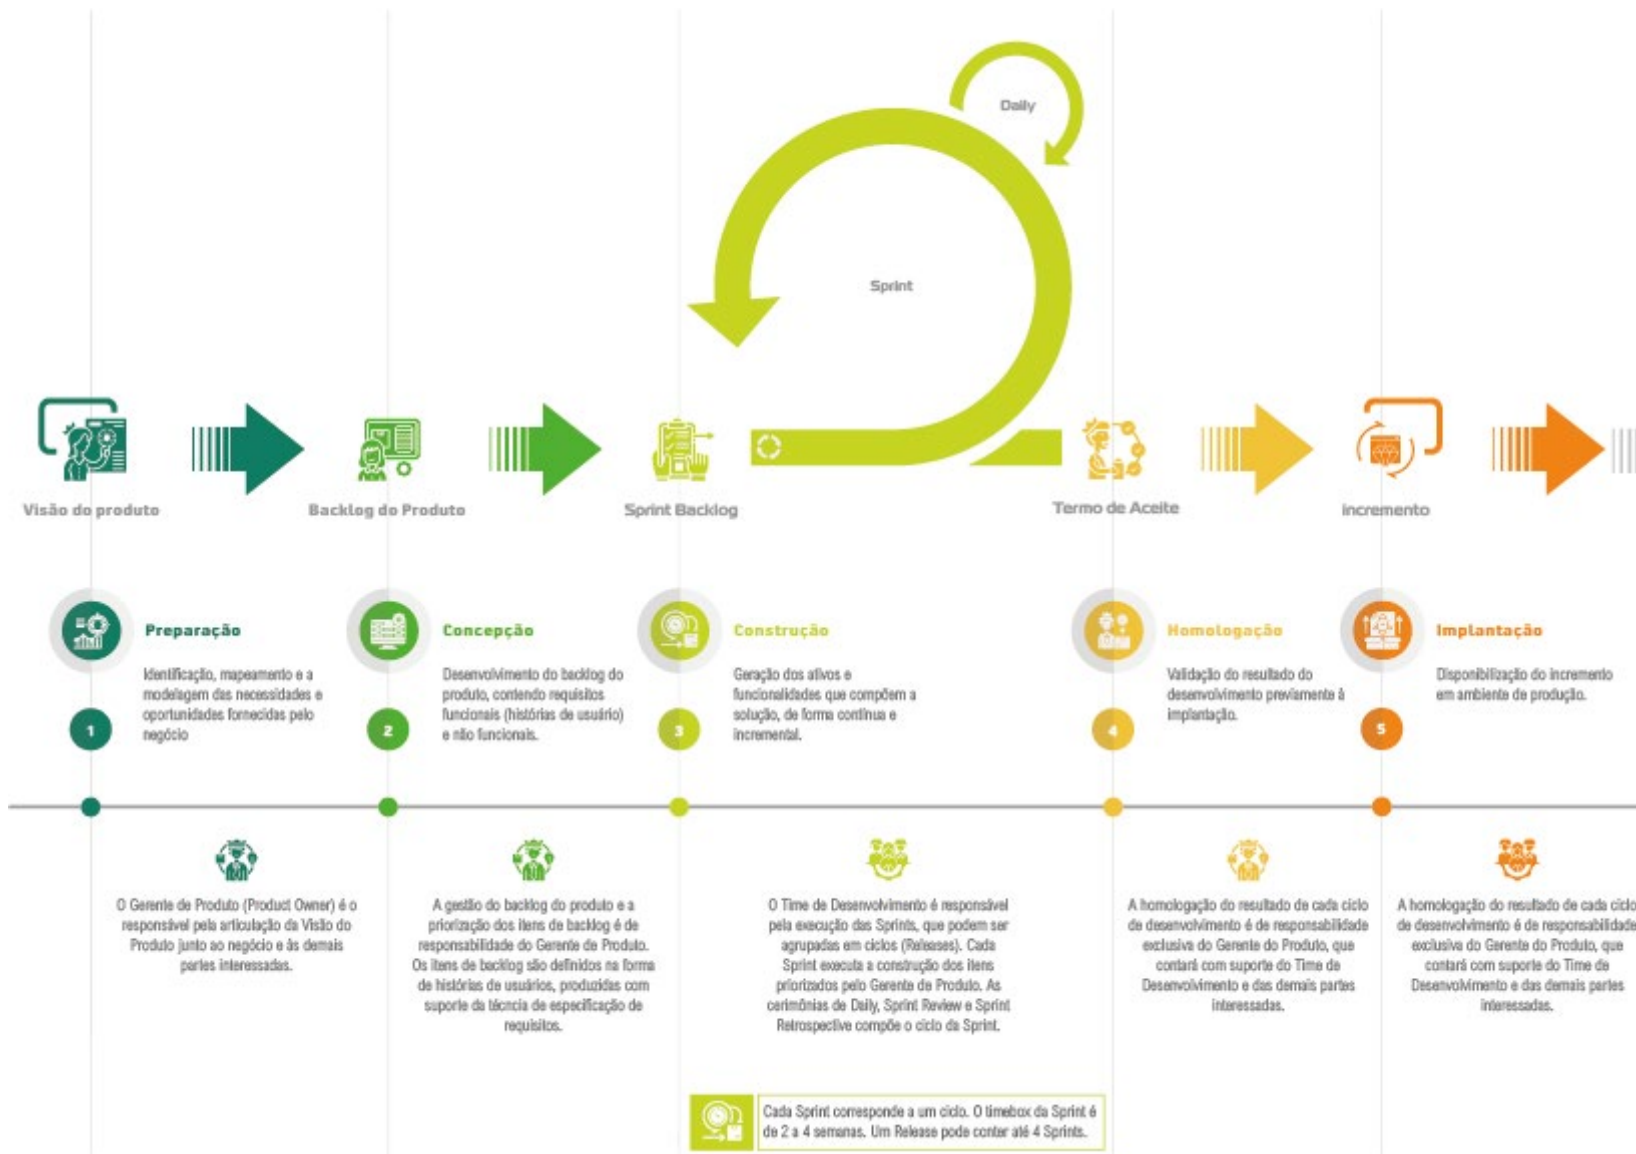 Daily
Sprint
Visão do produto
Backlog do Produto
Sprint Backlog
Termo de Aceite
incremento
Preparação
Identificação, mapeamento e a
modelagem das necessidades e
oportunidades fornecidas pelo
negócio
1
Concepção
Desenvolvimento do backlog do
produto, contendo requisitos
funcionais (histórias de usuário)
e não funcionais.
2
Construção
Geração dos ativos e
funcionalidades que compõem a
solução, de forma contínua e
incremental.
3
Homologação
Validação do resultado do
desenvolvimento previamente à
implantação.
4
Implantação
Disponibilização do incremento
em ambiente de produção.
5
O Gerente de Produto (Product Owner) é o
responsável pela articulação da Visão do
Produto junto ao negócio e às demais
partes interessadas.
A gestão do backlog do produto e a
priorização dos itens de backlog é de
responsabilidade do Gerente de Produto.
Os itens de backlog são definidos na forma
de histórias de usuários, produzidas com
suporte da técncia de especificação de
requisitos.
O Time de Desenvolvimento é responsável
pela execução das Sprints, que podem ser
agrupadas em ciclos (Releases). Cada
Sprint executa a construção dos itens
priorizados pelo Gerente de Produto. As
cerimônias de Daily, Sprint Review e Sprint
Retrospective compõe o ciclo da Sprint.
A homologação do resultado de cada ciclo
de desenvolvimento é de responsabilidade
exclusiva do Gerente do Produto, que
contará com suporte do Time de
Desenvolvimento e das demais partes
interessadas.
A homologação do resultado de cada ciclo
de desenvolvimento é de responsabilidade
exclusiva do Gerente do Produto, que
contará com suporte do Time de
Desenvolvimento e das demais partes
interessadas.
Cada Sprint corresponde a um ciclo. O timebox da Sprint é
de 2 a 4 semanas. Um Release pode conter até 4 Sprints.